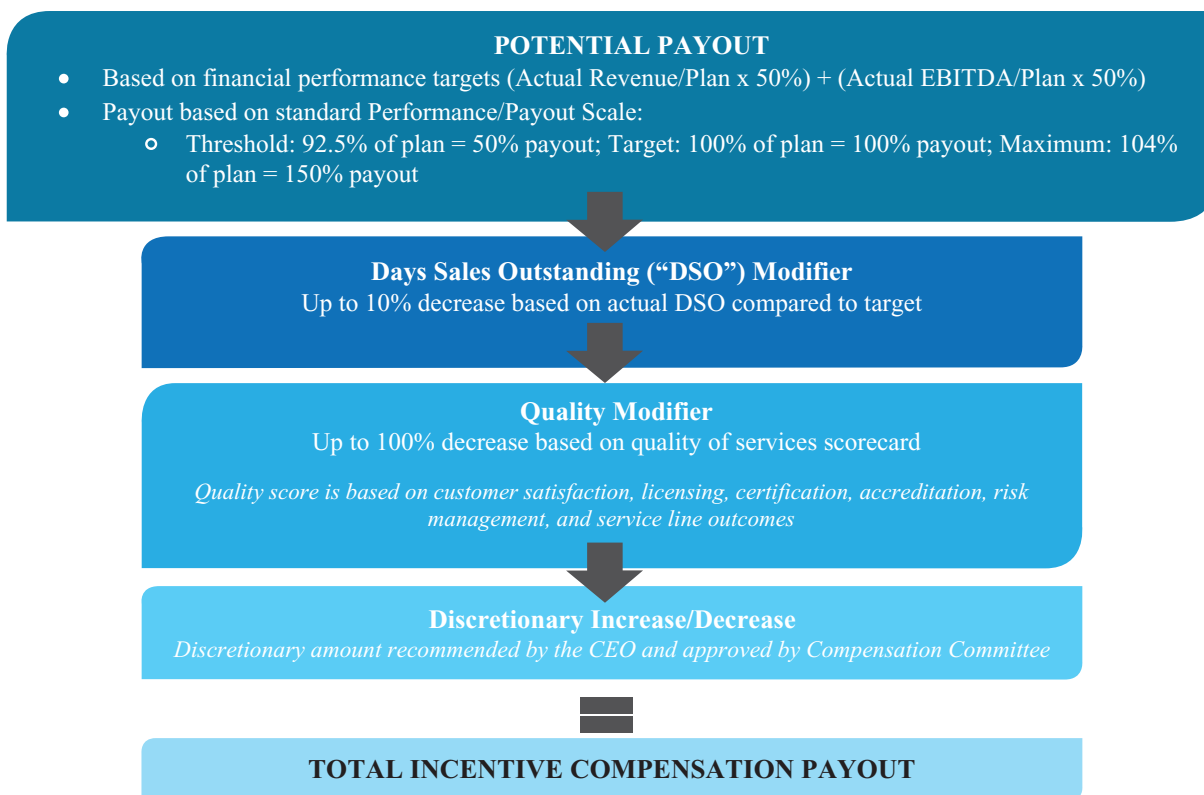 POTENTIAL PAYOUT
• Based on financial performance targets (Actual Revenue/Plan x 50%) + (Actual EBITDA/Plan x 50%)
• Payout based on standard Performance/Payout Scale:
o Threshold: 92.5% of plan = 50% payout; Target: 100% of plan = 100% payout; Maximum: 104%
of plan = 150% payout
Days Sales Outstanding (“DSO”) Modifier
Up to 10% decrease based on actual DSO compared to target
Quality Modifier
Up to 100% decrease based on quality of services scorecard
Quality score is based on customer satisfaction, licensing, certification, accreditation, risk
management, and service line outcomes
Discretionary Increase/Decrease
Discretionary amount recommended by the CEO and approved by Compensation Committee
TOTAL INCENTIVE COMPENSATION PAYOUT